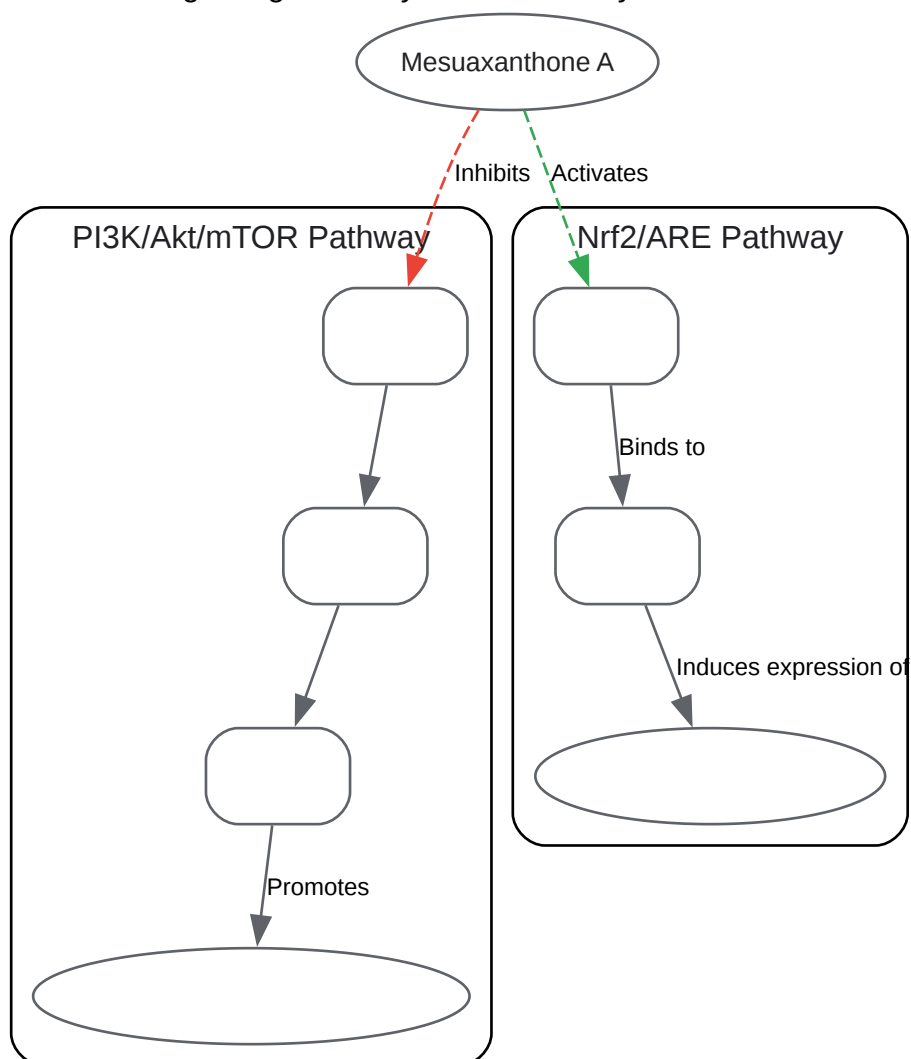 Mesuaxanthone A
Inhibits
Activates
PI3K/Akt/mTOR Pathway
Nrf2/ARE Pathway
Binds to
Induces expression of
Promotes